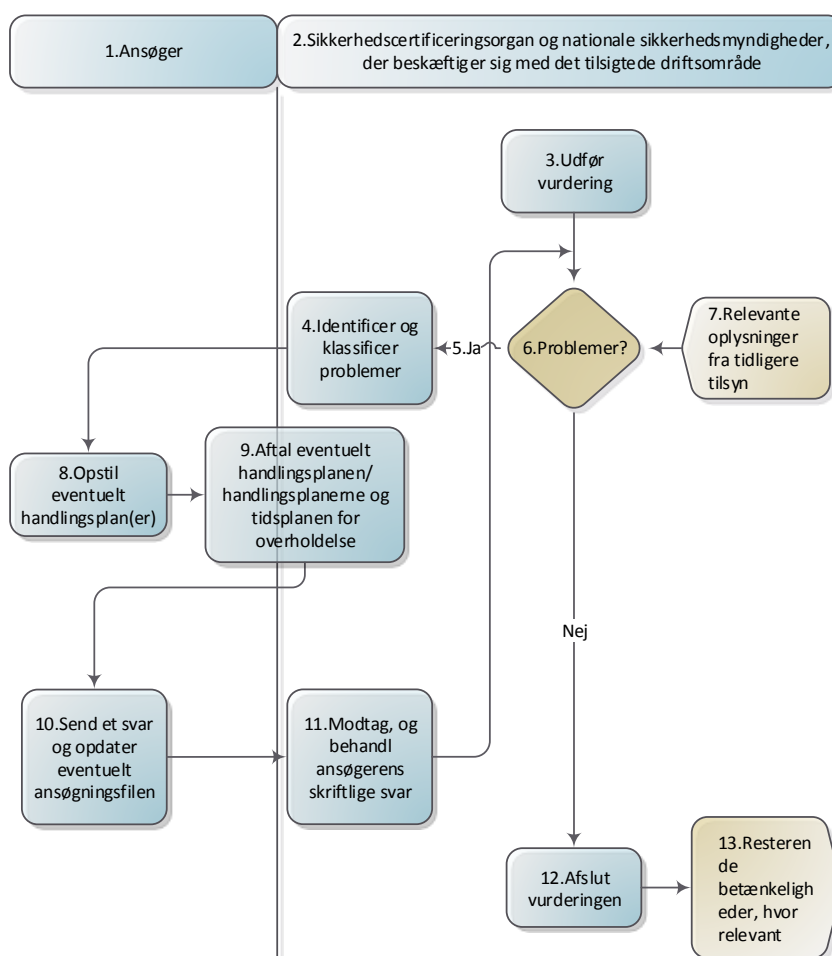 1.Ansøger
2.Sikkerhedscertificeringsorgan og nationale sikkerhedsmyndigheder,
der beskæftiger sig med det tilsigtede driftsområde
3.Udfør
vurdering
4.Identificer og
klassificer
problemer
5.Ja
6.Problemer?
7.Relevante
oplysninger
fra tidligere
tilsyn
8.Opstil
eventuelt
handlingsplan(er)
9.Aftal eventuelt
handlingsplanen/
handlingsplanerne og
tidsplanen for
overholdelse
Nej
10.Send et svar
og opdater
eventuelt
ansøgningsfilen
11.Modtag, og
behandl
ansøgerens
skriftlige svar
12.Afslut
vurderingen
13.Resteren
de
betænkeligh
eder, hvor
relevant